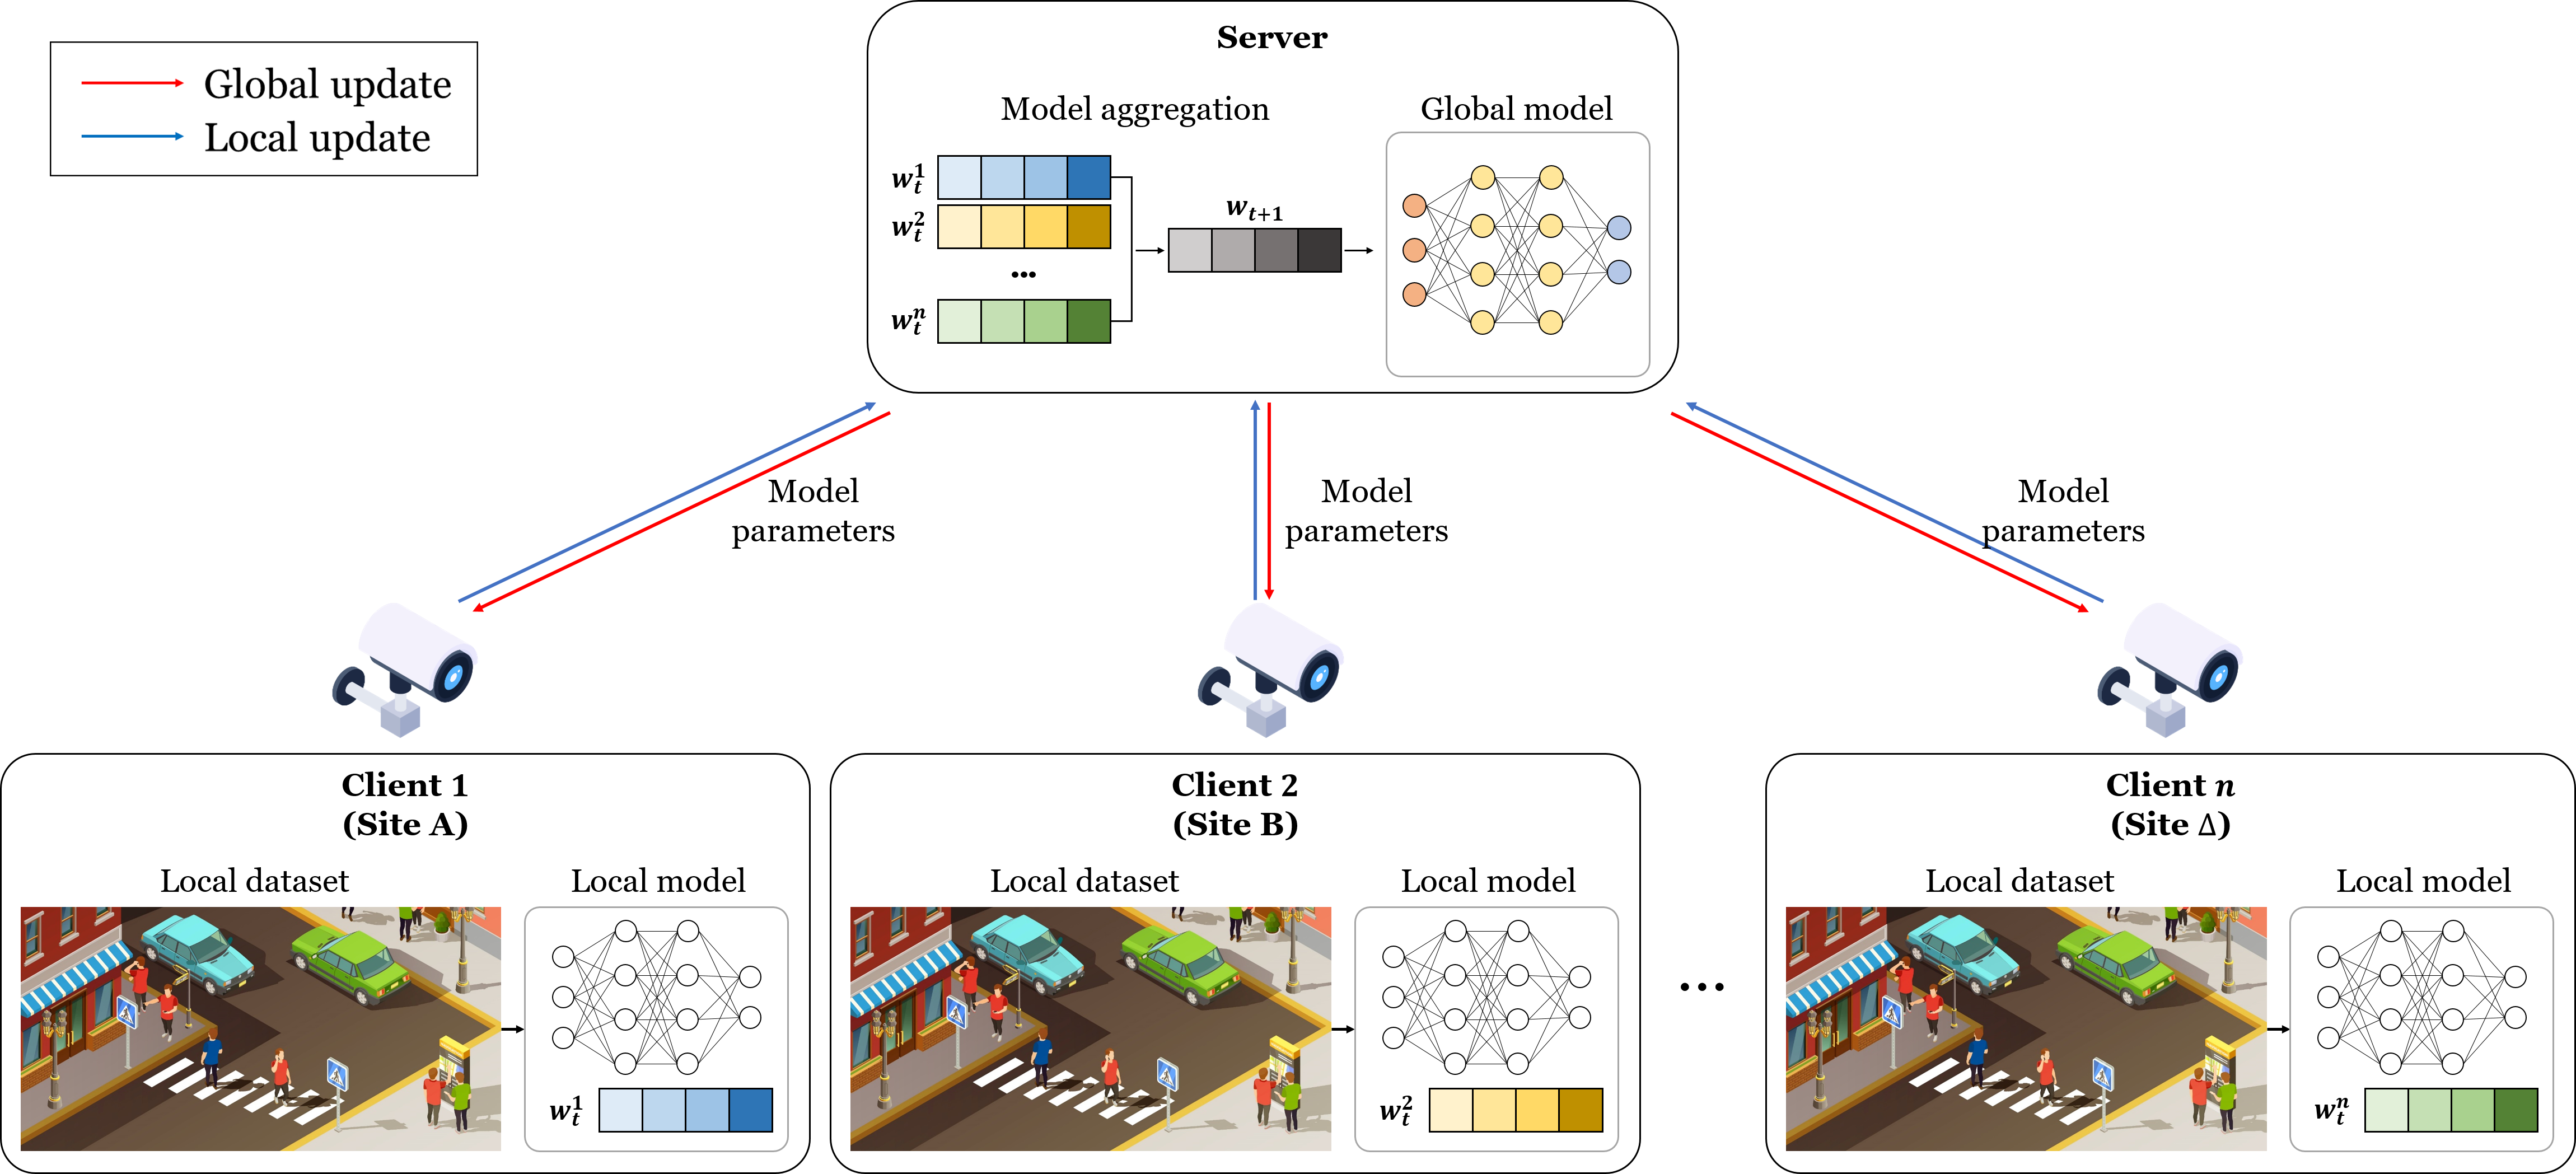 Global update
Local update
Server
Model aggregation
Global model
w_t^1
w_t^2
...
w_t^n
w_{t+1}
Model
parameters
Model
parameters
Model
parameters
Client 1
(Site A)
Local dataset
Local model
w_t^1
Client 2
(Site B)
Local dataset
Local model
w_t^2
...
Client n
(Site Δ)
Local dataset
Local model
w_t^n